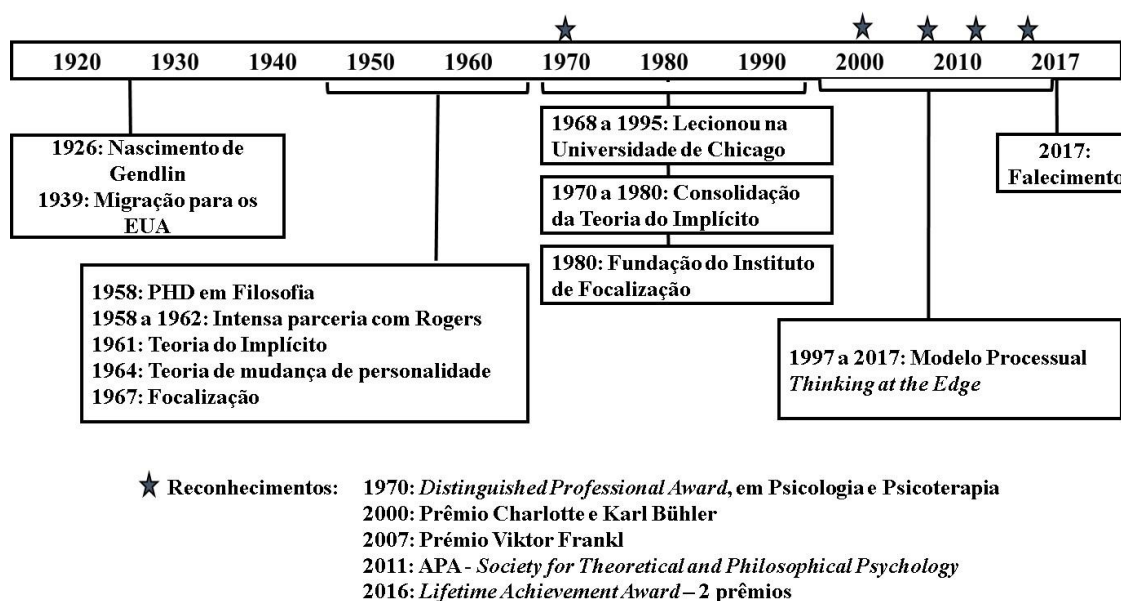 1920 1930 1940 1950 1960 1970 1980 1990 2000 2010 2017
1926: Nascimento de
Gendlin
1939: Migração para os
EUA
1958: PHD em Filosofia
1958 a 1962: Intensa parceria com Rogers
1961: Teoria do Implícito
1964: Teoria de mudança de personalidade
1967: Focalização
1968 a 1995: Lecionou na
Universidade de Chicago
1970 a 1980: Consolidação
da Teoria do Implícito
1980: Fundação do Instituto
de Focalização
1997 a 2017: Modelo Processual
Thinking at the Edge
2017:
Falecimento
Reconhecimentos: 1970: Distinguished Professional Award, em Psicologia e Psicoterapia
2000: Prêmio Charlotte e Karl Bühler
2007: Prémio Viktor Frankl
2011: APA - Society for Theoretical and Philosophical Psychology
2016: Lifetime Achievement Award – 2 prêmios